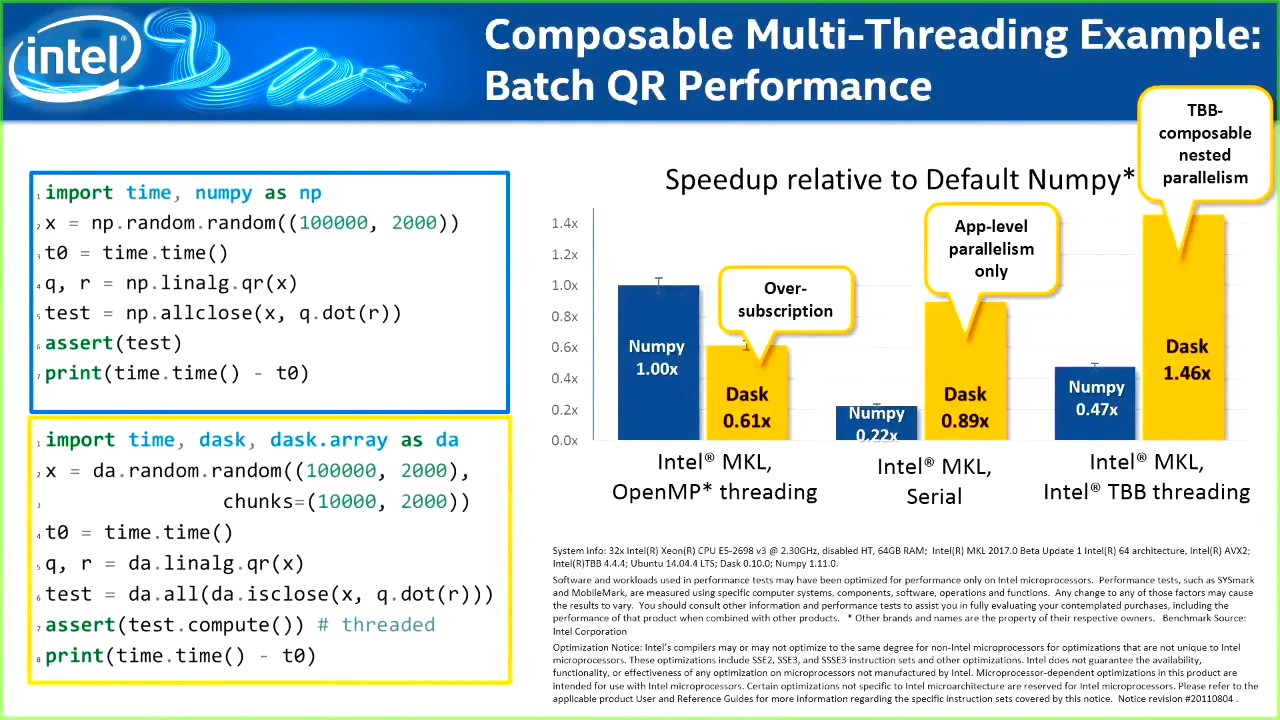 intel®
Composable Multi-Threading Example:
Batch QR Performance
1 import time, numpy as np
2 x = np.random.random((100000, 2000))
3 t0 = time.time()
4 q, r = np.linalg.qr(x)
5 test = np.allclose(x, q.dot(r))
6 assert(test)
7 print(time.time() - t0)
1 import time, dask, dask.array as da
2 x = da.random.random((100000, 2000),
3 chunks=(10000, 2000))
4 t0 = time.time()
5 q, r = da.linalg.qr(x)
6 test = da.all(da.isclose(x, q.dot(r)))
7 assert(test.compute()) # threaded
8 print(time.time() - t0)
Speedup relative to Default Numpy*
TBB-
composable
nested
parallelism
App-level
parallelism
only
Over-
subscription
1.4x
1.2x
1.0x
0.8x
0.6x
0.4x
0.2x
0.0x
Numpy
1.00x
Dask
0.61x
Numpy
0.22x
Dask
0.89x
Numpy
0.47x
Dask
1.46x
Intel® MKL,
OpenMP* threading
Intel® MKL,
Serial
Intel® MKL,
Intel® TBB threading
System info: 32x Intel(R) Xeon(R) CPU E5-2698 v3 @ 2.30GHz, disabled HT, 64GB RAM; Intel(R) MKL 2017.0 Beta Update 1 Intel(R) 64 architecture, Intel(R) AVX2;
Intel(R)TBB 4.4.4; Ubuntu 14.04.4 LTS; Dask 0.10.0; Numpy 1.11.0.
Software and workloads used in performance tests may have been optimized for performance only on Intel microprocessors. Performance tests, such as SYSmark
and MobileMark, are measured using specific computer systems, components, software, operations and functions. Any change to any of those factors may cause
the results to vary. You should consult other information and performance tests to assist you in fully evaluating your contemplated purchases, including the
performance of that product when combined with other products. * Other brands and names are the property of their respective owners. Benchmark Source:
Intel Corporation
Optimization Notice: Intel's compilers may or may not optimize to the same degree for non-Intel microprocessors for optimizations that are not unique to Intel
microprocessors. These optimizations include SSE2, SSE3, and SSSE3 instruction sets and other optimizations. Intel does not guarantee the availability,
functionality, or effectiveness of any optimization on microprocessors not manufactured by Intel. Microprocessor-dependent optimizations in this product are
intended for use with Intel microprocessors. Certain optimizations not specific to Intel microarchitecture are reserved for Intel microprocessors. Please refer to the
applicable product User and Reference Guides for more information regarding the specific instruction sets covered by this notice. Notice revision #20110804 .